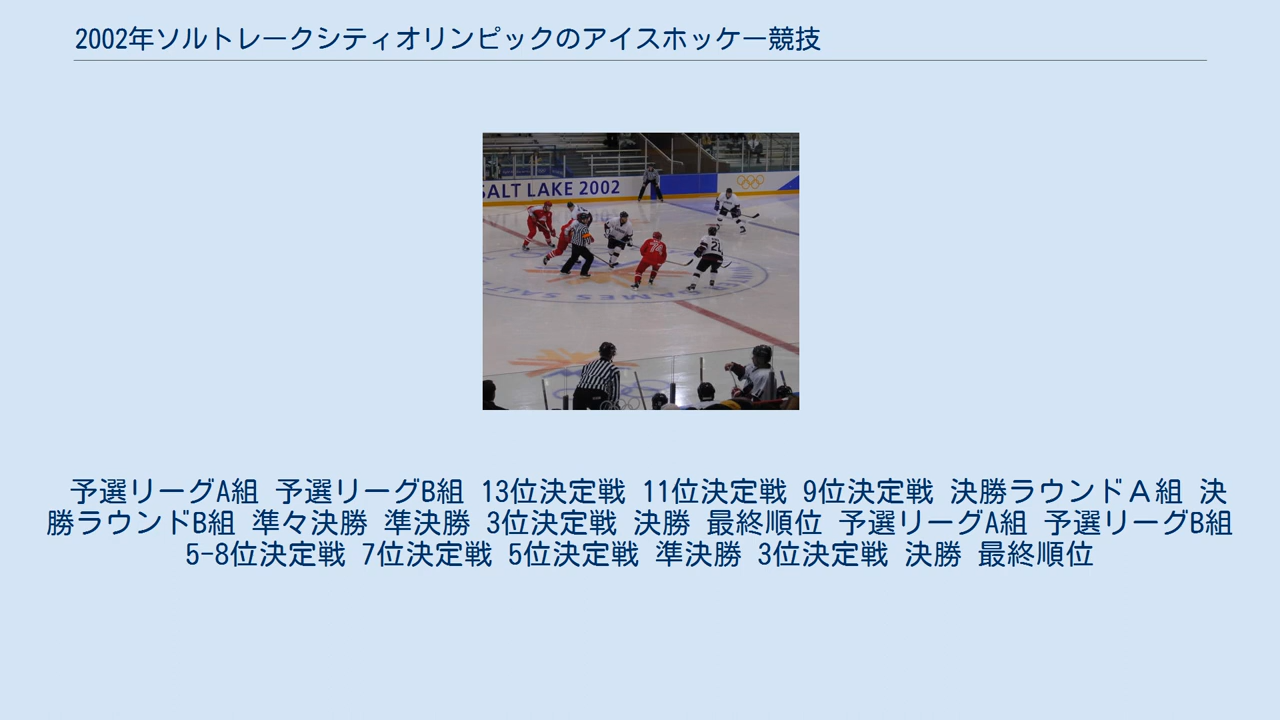 2002年ソルトレークシティオリンピックのアイスホッケー競技
SALT LAKE 2002
21
予選リーグA組 予選リーグB組 13位決定戦 11位決定戦 9位決定戦 決勝ラウンドＡ組 決
勝ラウンドB組 準々決勝 準決勝 3位決定戦 決勝 最終順位 予選リーグA組 予選リーグB組
5-8位決定戦 7位決定戦 5位決定戦 準決勝 3位決定戦 決勝 最終順位